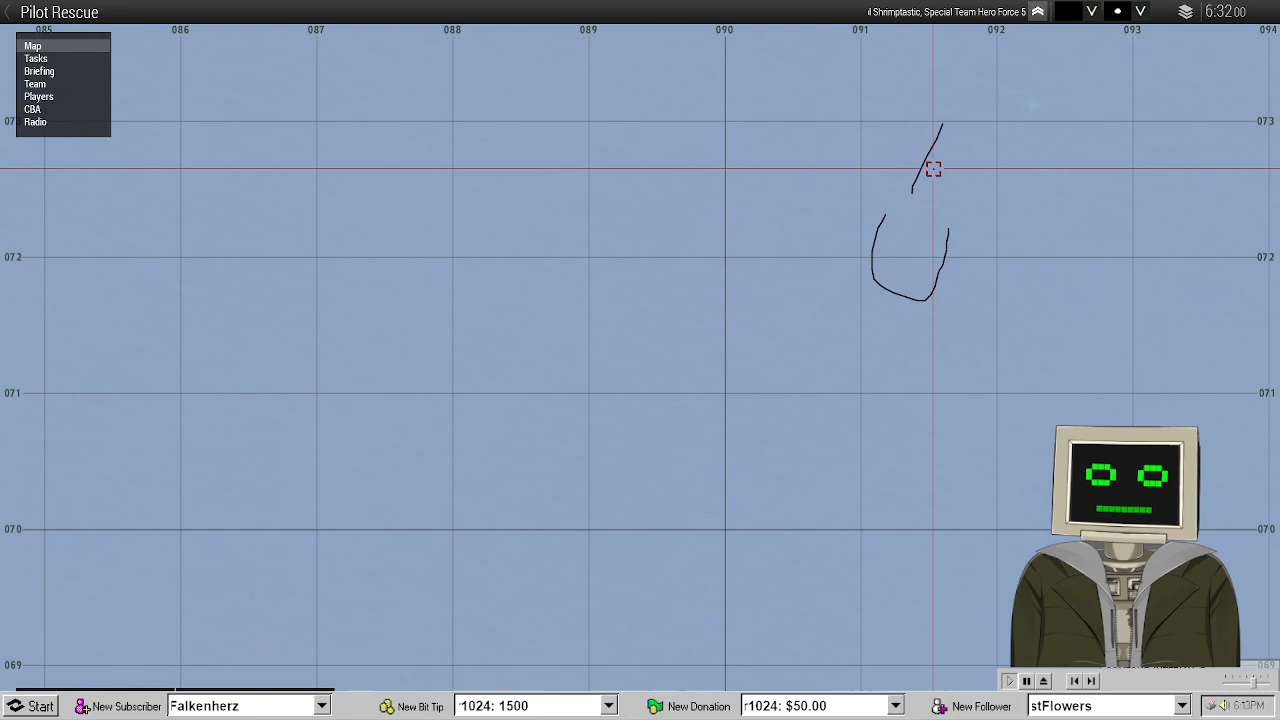 Pilot Rescue
Shrimptastic, Special Team Hero Force 5
V
V
6:32:00
085 086 087 088 089 090 091 092 093 094
Map
Tasks
Briefing
Team
Players
CBA
Radio
07 073
072 072
071 071
070 070
069 069
Start
New Subscriber
Falkenherz
New Bit Tip
1024: 1500
New Donation
r1024: $50.00
New Follower
stFlowers
6:13PM